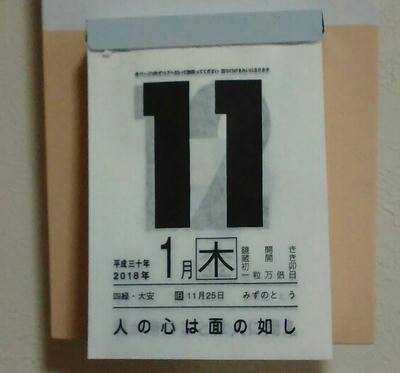 11
平成三十年
2018年
1月 木
鏡開き
蔵開き
初卯
一粒万倍日
四緑・大安 旧11月25日 みずのとう
人の心は面の如し